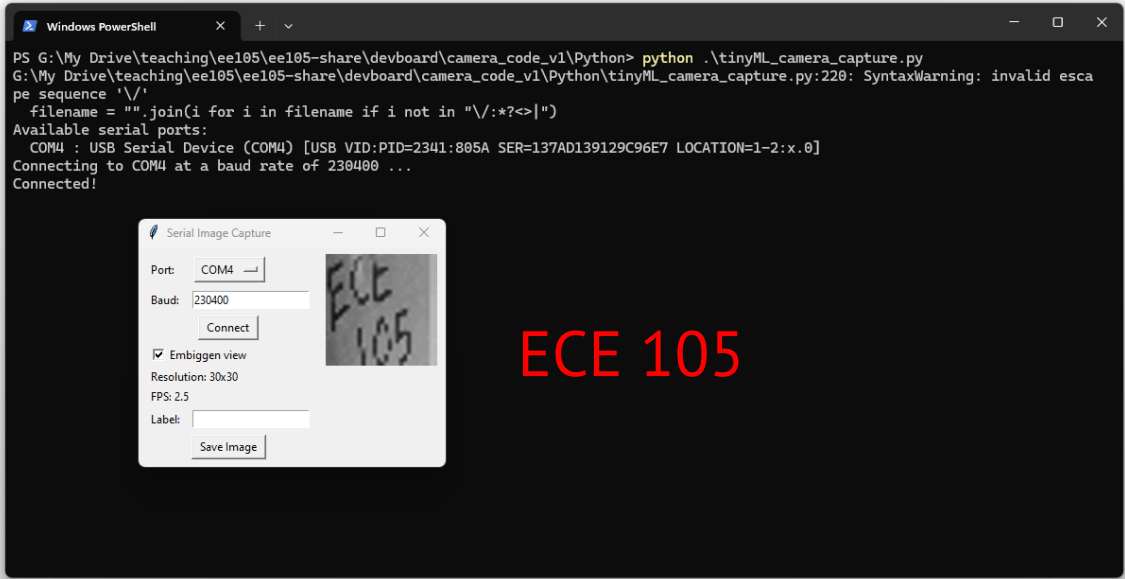 Windows PowerShell
PS G:\My Drive\teaching\ee105\ee105-share\devboard\camera_code_v1\Python> python .\tinyML_camera_capture.py
G:\My Drive\teaching\ee105\ee105-share\devboard\camera_code_v1\Python\tinyML_camera_capture.py:220: SyntaxWarning: invalid esca
pe sequence '\/'
  filename = "".join(i for i in filename if i not in "\/:*?<>|")
Available serial ports:
  COM4 : USB Serial Device (COM4) [USB VID:PID=2341:805A SER=137AD139129C96E7 LOCATION=1-2:x.0]
Connecting to COM4 at a baud rate of 230400 ...
Connected!
Serial Image Capture
Port: COM4
Baud: 230400
Connect
Embiggen view
Resolution: 30x30
FPS: 2.5
Label:
Save Image
ECE
105
ECE 105